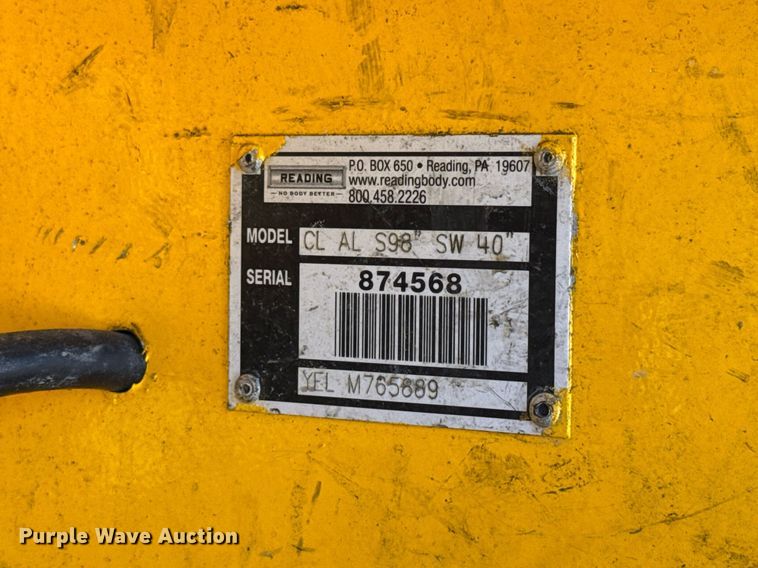 READING
NO BODY BETTER
P.O. BOX 650 • Reading, PA 19607
www.readingbody.com
800.458.2226
MODEL CL AL S98" SW 40"
SERIAL 874568
YEL M765889
Purple Wave Auction®